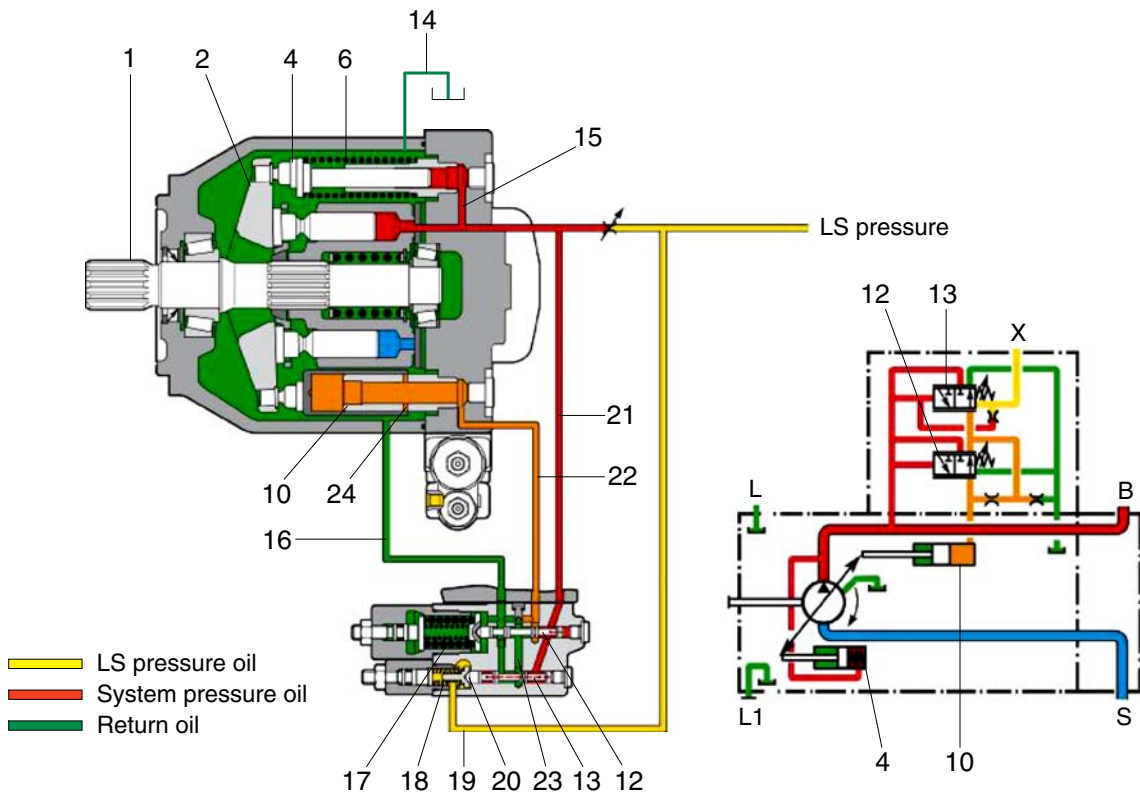 14
1 2 4 6
15
LS pressure
12 13
X
21
22
10 24
L B
16
10
LS pressure oil
System pressure oil
Return oil
L1 S
17 18 19 20 23 13 12 4 10